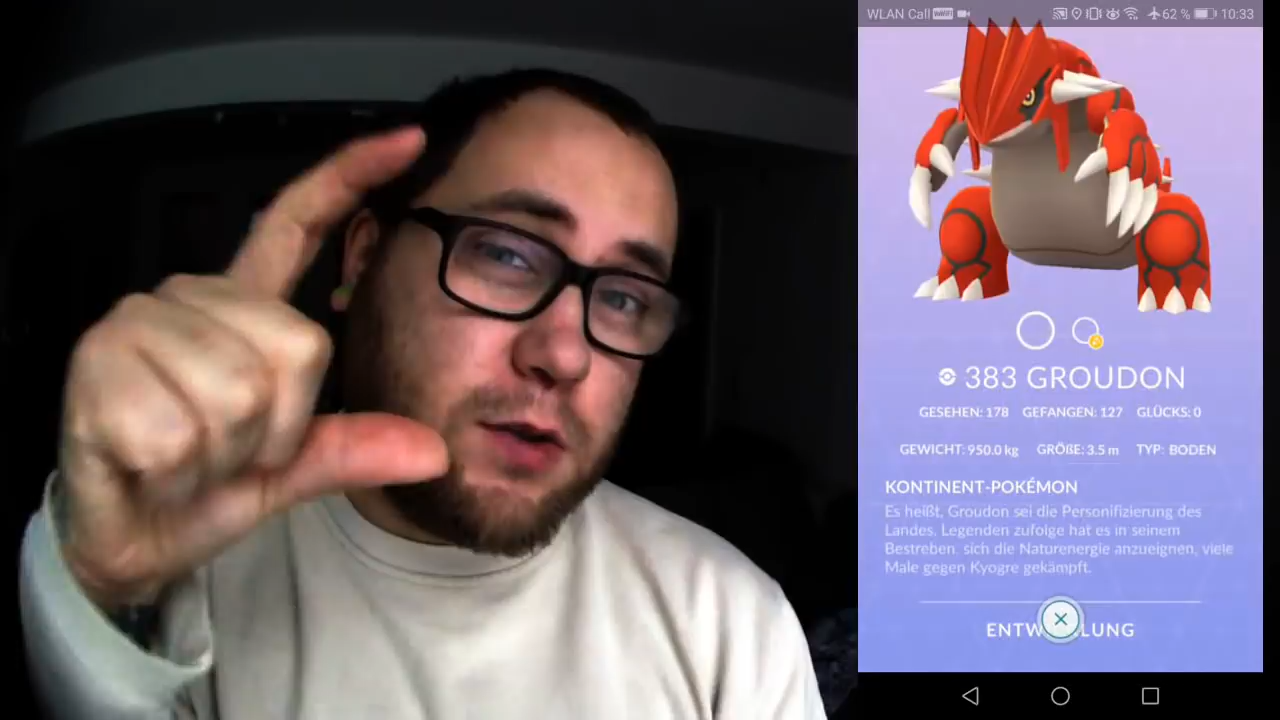 WLAN Call 62 % 10:33
383 GROUDON
GESEHEN: 178 GEFANGEN: 127 GLÜCKS: 0
GEWICHT: 950.0 kg GRÖßE: 3.5 m TYP: BODEN
KONTINENT-POKÉMON
Es heißt, Groudon sei die Personifizierung des
Landes. Legenden zufolge hat es in seinem
Bestreben, sich die Naturenergie anzueignen, viele
Male gegen Kyogre gekämpft.